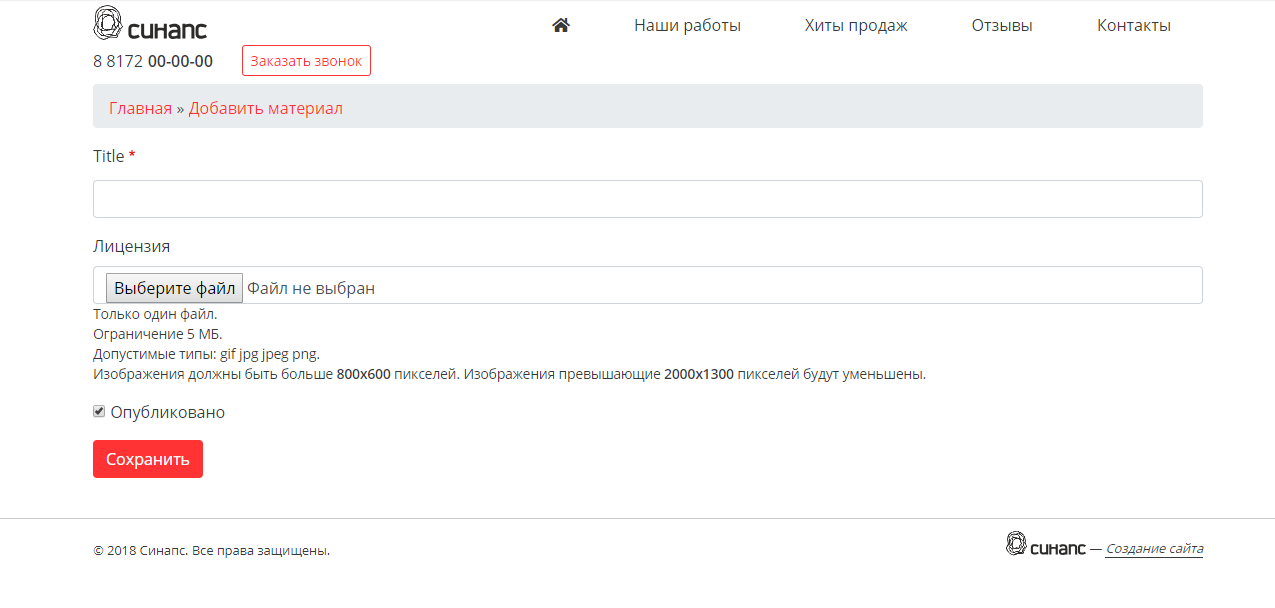 синапс
Наши работы Хиты продаж Отзывы Контакты
8 8172 00-00-00 Заказать звонок
Главная » Добавить материал
Title *
Лицензия
Выберите файл Файл не выбран
Только один файл.
Ограничение 5 МБ.
Допустимые типы: gif jpg jpeg png.
Изображения должны быть больше 800x600 пикселей. Изображения превышающие 2000x1300 пикселей будут уменьшены.
Опубликовано
Сохранить
© 2018 Синапс. Все права защищены. синапс — Создание сайта